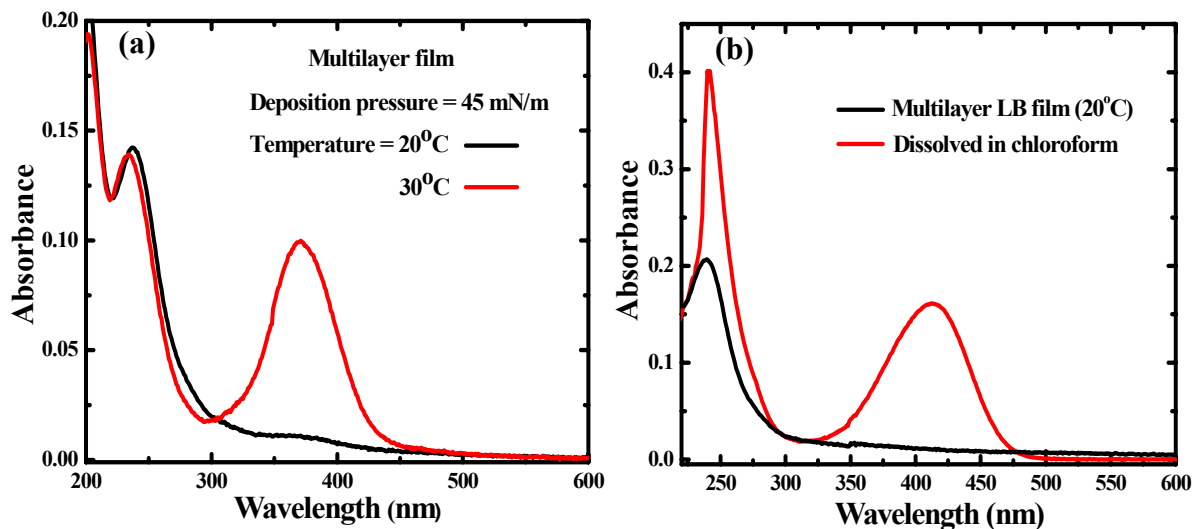 (a)
Multilayer film
Deposition pressure = 45 mN/m
Temperature = 20⁰C
30⁰C
0.20
0.15
0.10
0.05
0.00
Absorbance
200 300 400 500 600
Wavelength (nm)
(b)
Multilayer LB film (20°C)
Dissolved in chloroform
0.4
0.3
0.2
0.1
0.0
Absorbance
250 300 350 400 450 500 550 600
Wavelength (nm)